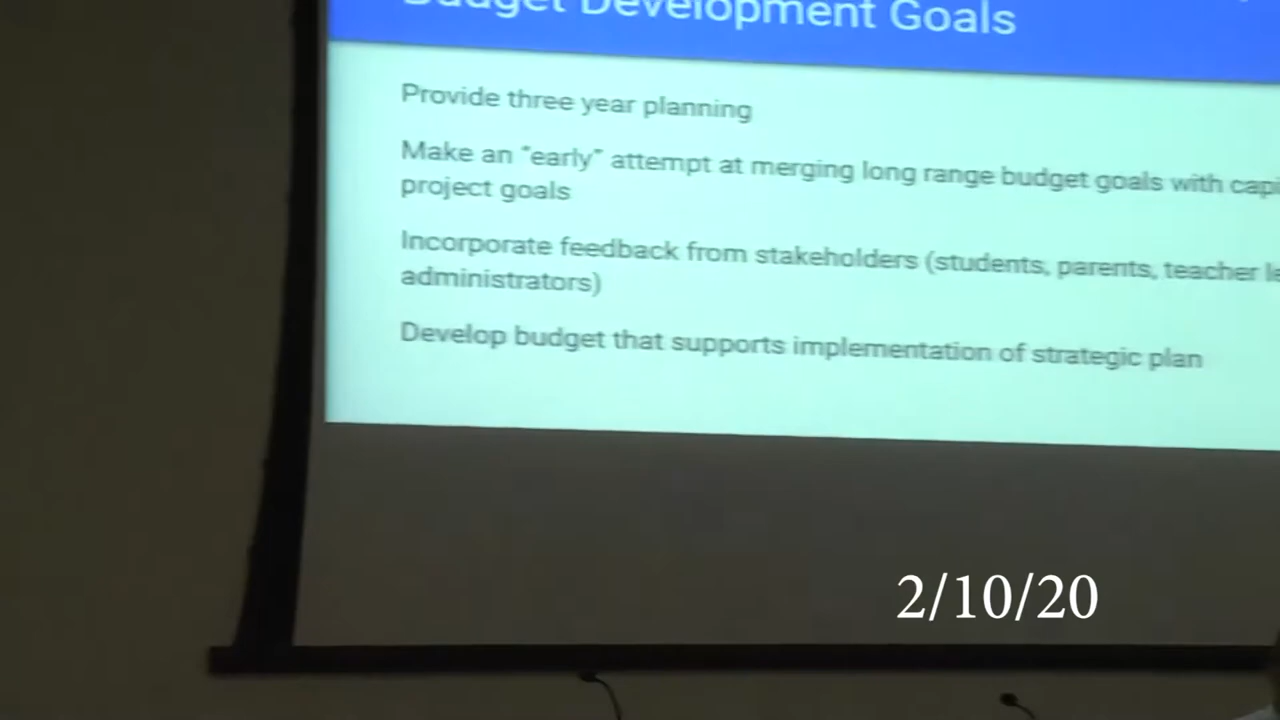 Budget Development Goals
Provide three year planning
Make an "early" attempt at merging long range budget goals with
project goals
Incorporate feedback from stakeholders (students, parents, teacher
administrators)
Develop budget that supports implementation of strategic plan
2/10/20